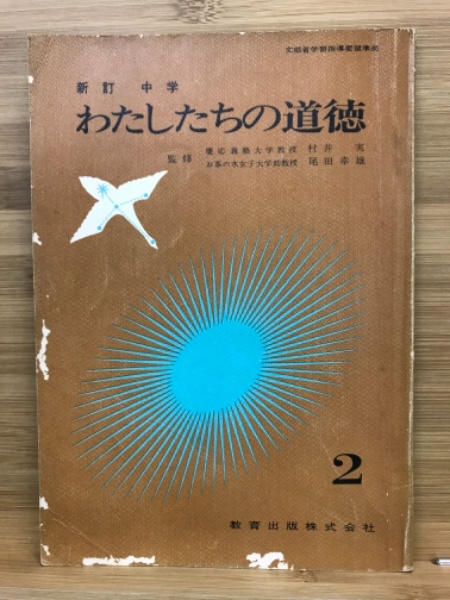 文部省学習指導要領準拠
新訂 中学
わたしたちの道徳
監修 慶応義塾大学教授 村井 実
お茶の水女子大学助教授 尾田幸雄
2
教育出版株式会社